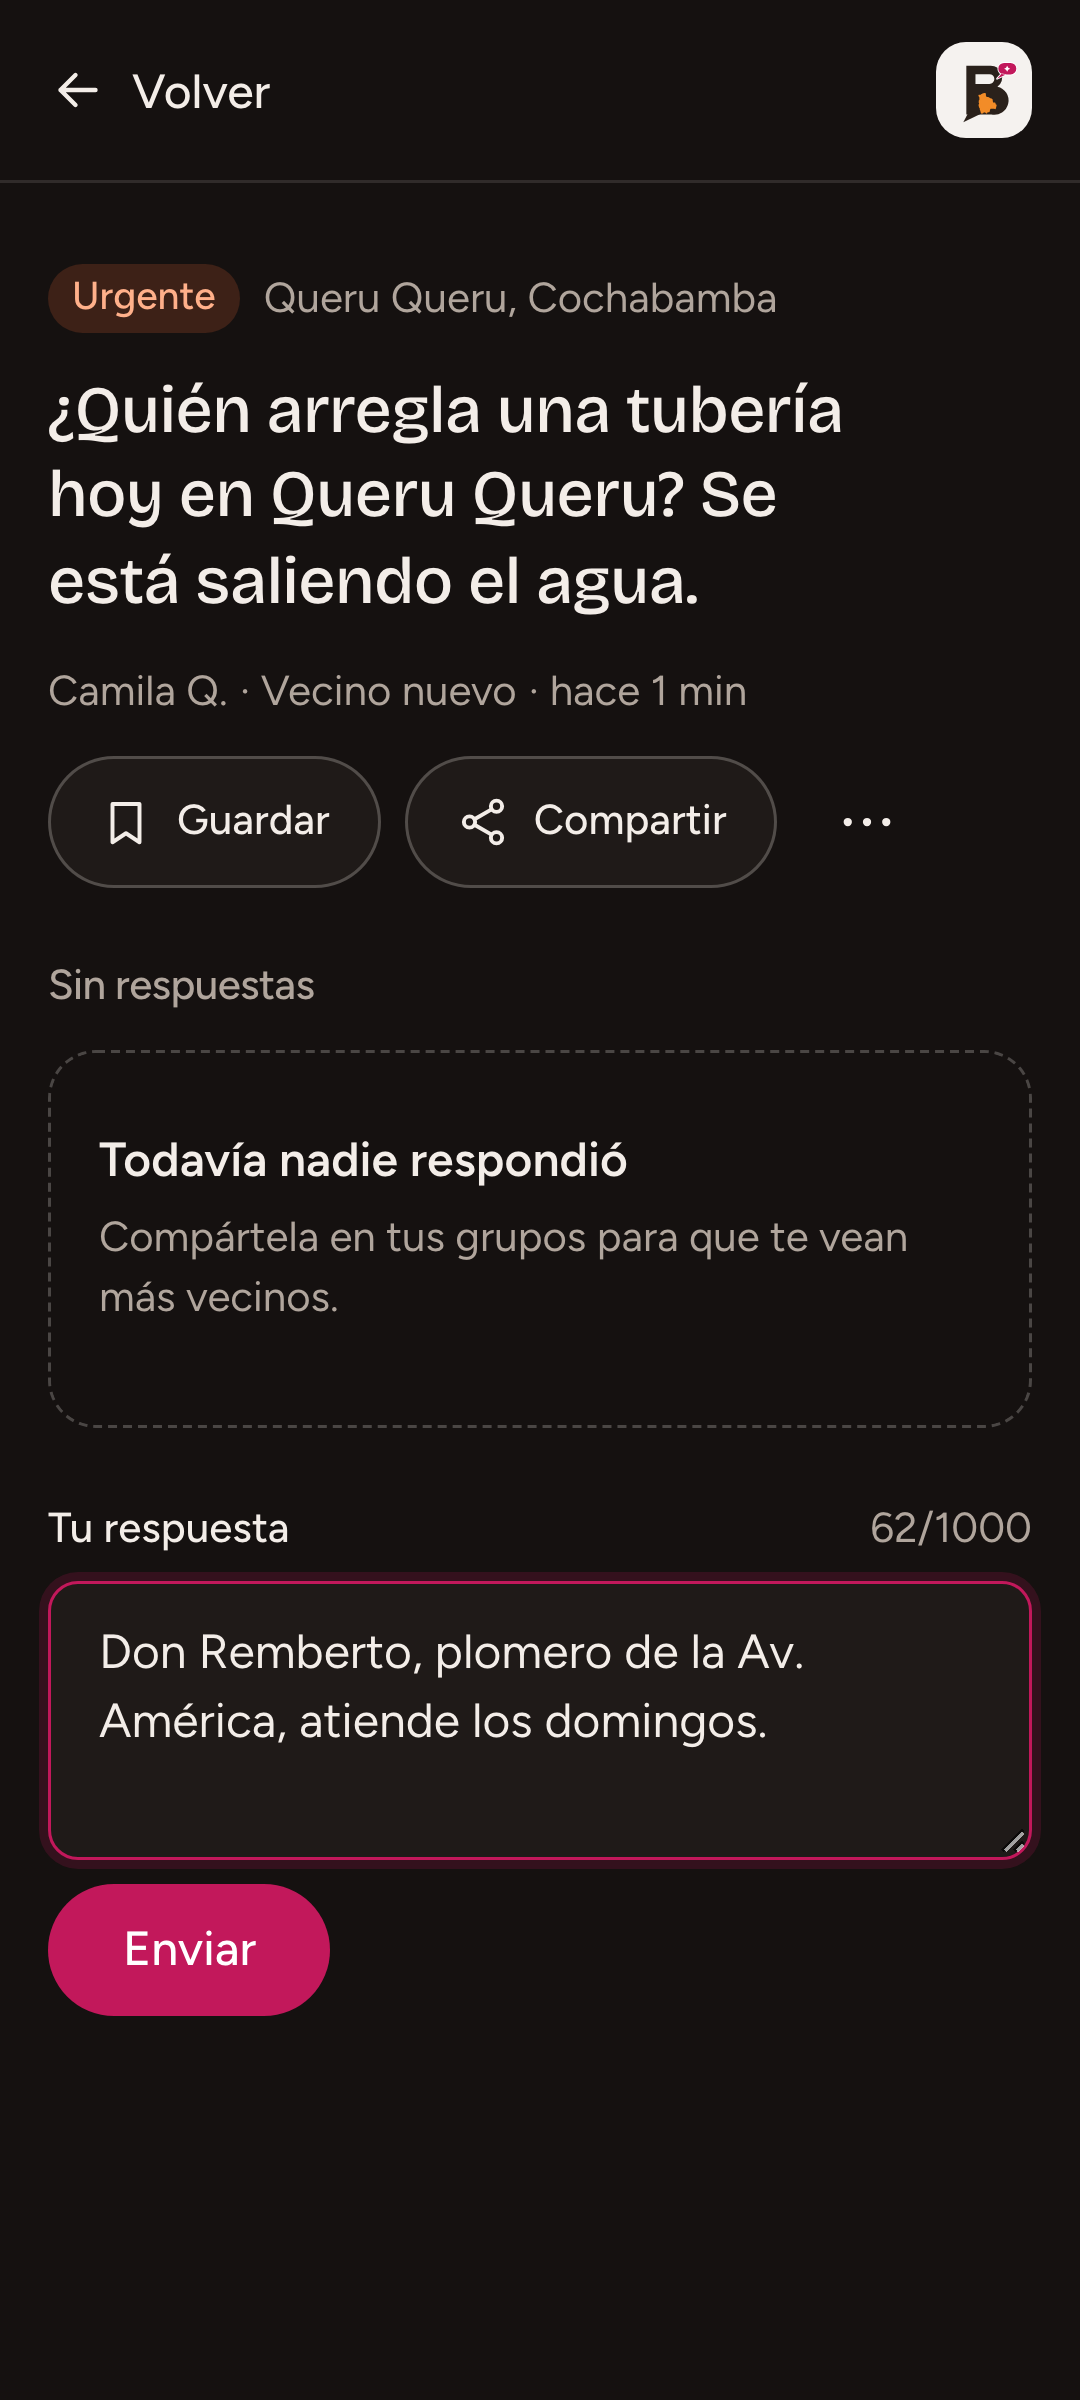 Volver
B
Urgente
Queru Queru, Cochabamba
¿Quién arregla una tubería
hoy en Queru Queru? Se
está saliendo el agua.
Camila Q. · Vecino nuevo · hace 1 min
Guardar
Compartir
Sin respuestas
Todavía nadie respondió
Compártela en tus grupos para que te vean
más vecinos.
Tu respuesta
62/1000
Don Remberto, plomero de la Av.
América, atiende los domingos.
Enviar